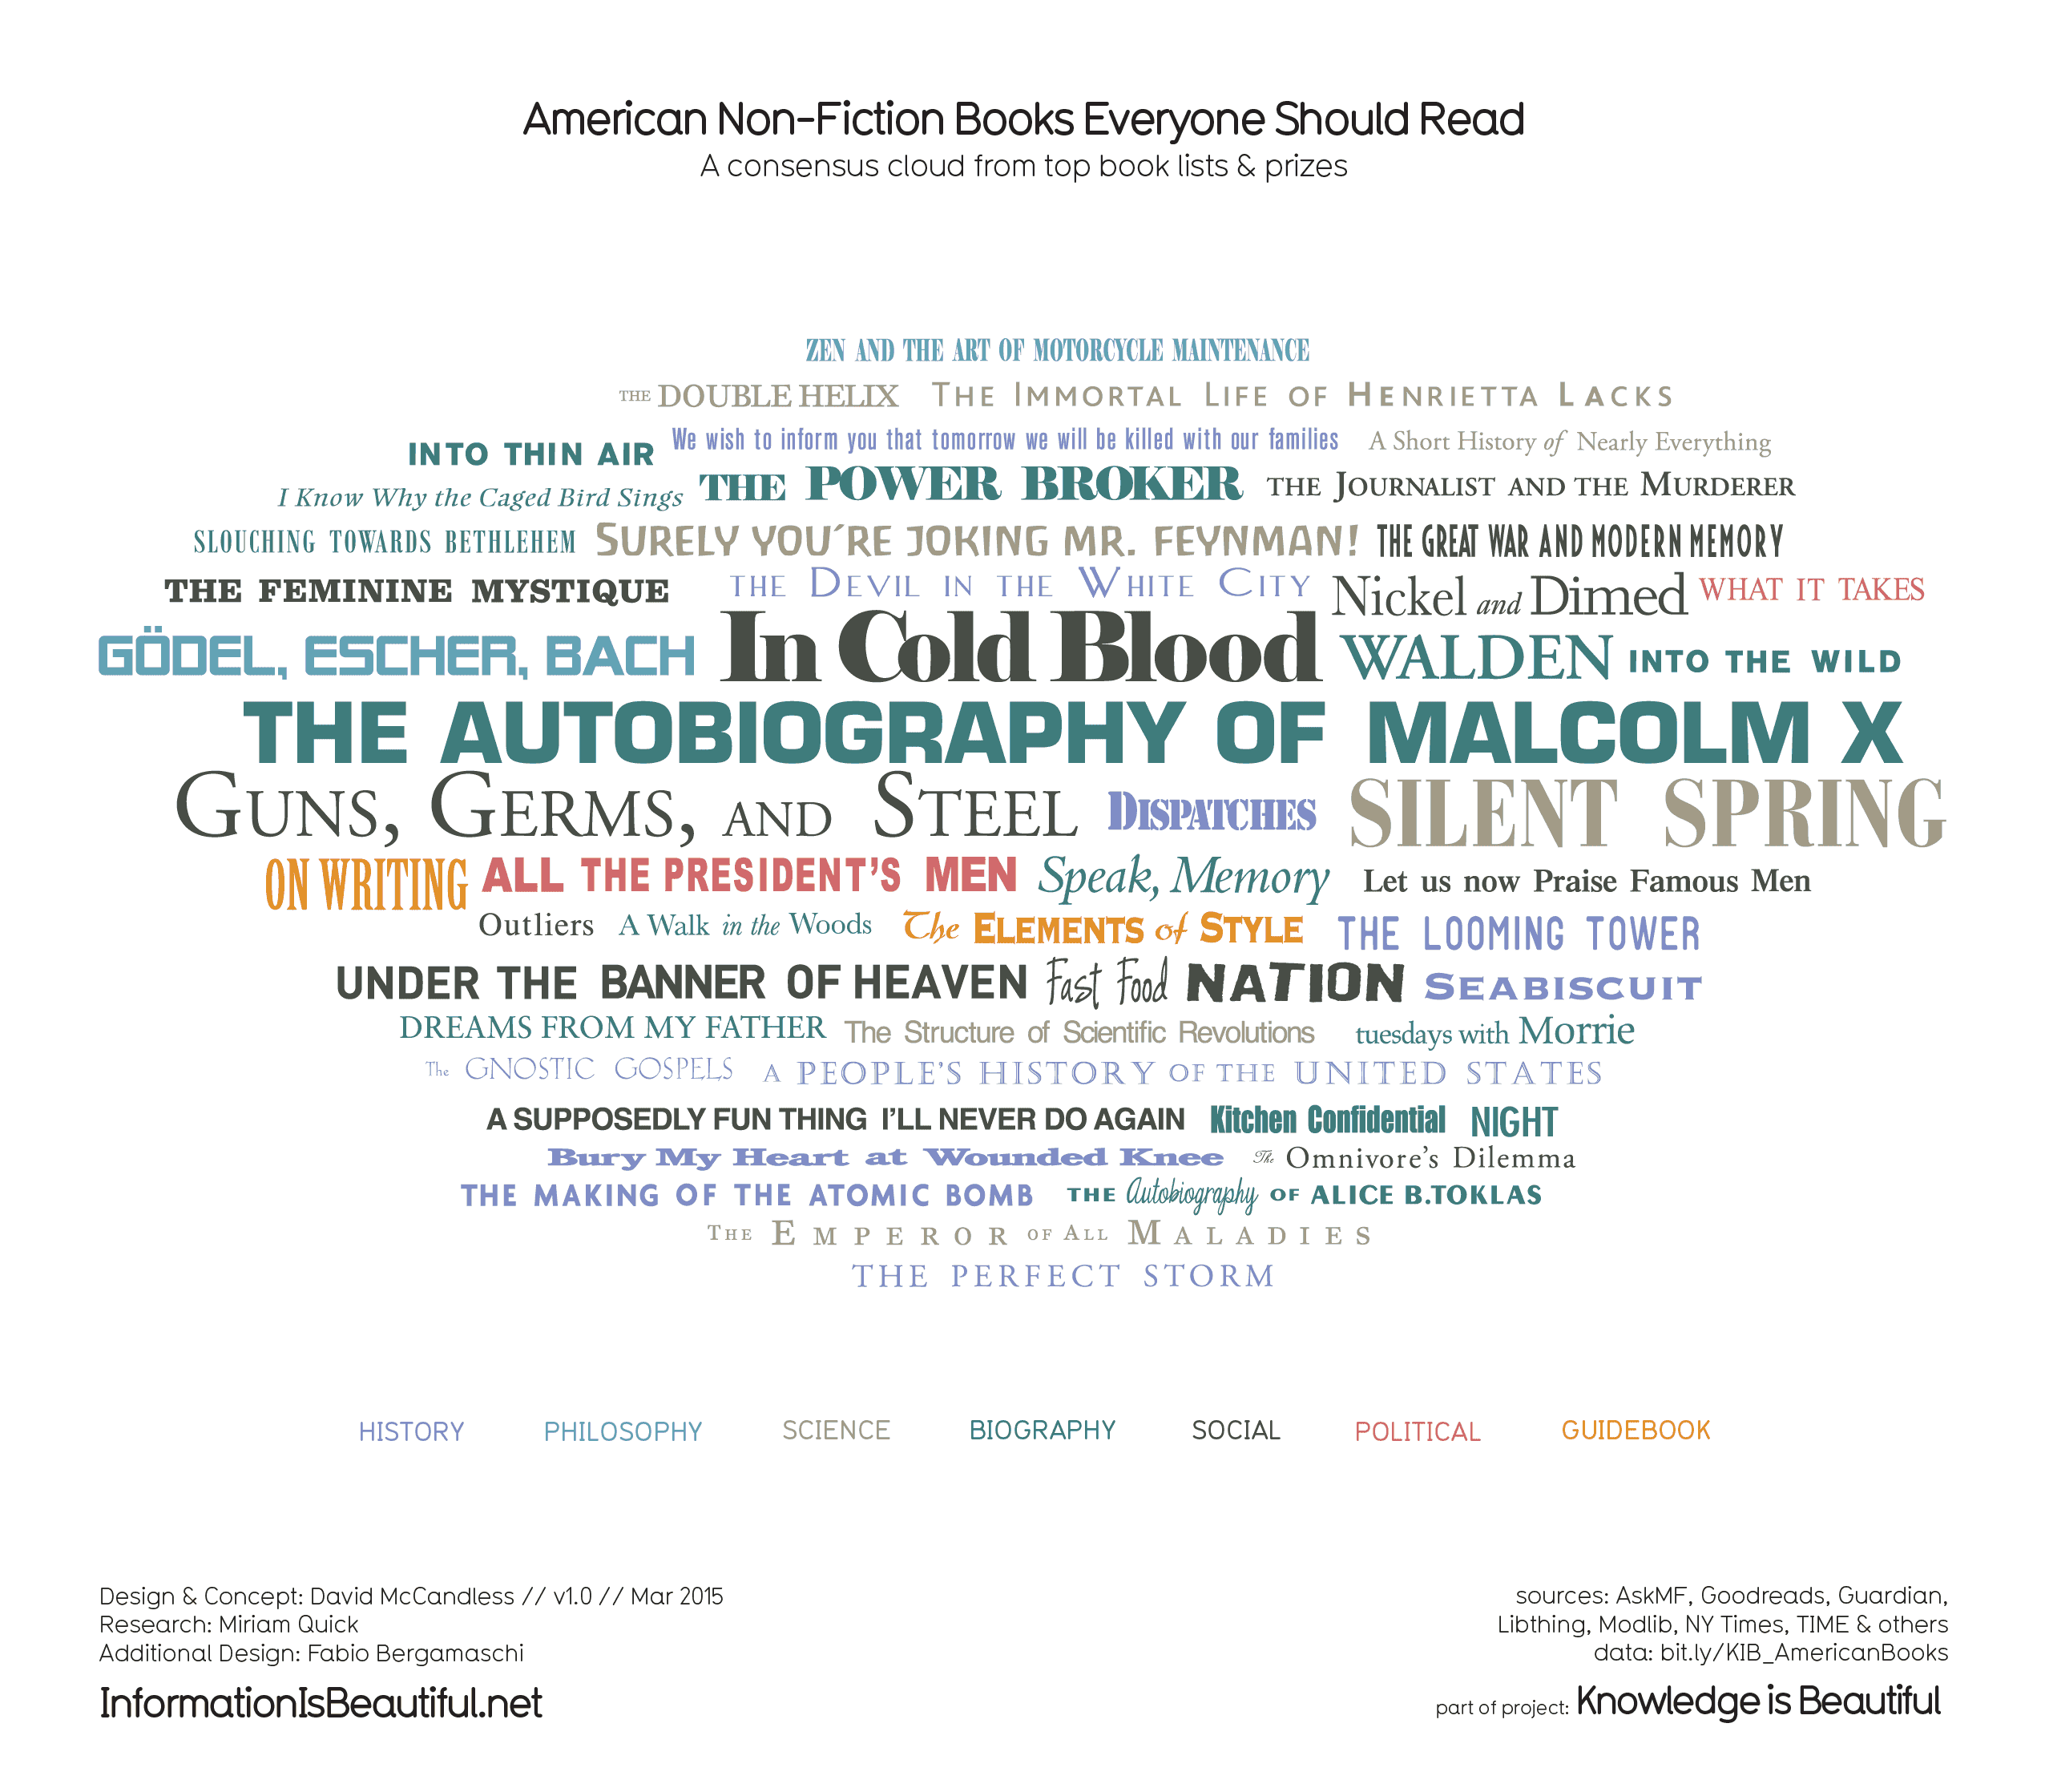 American Non-Fiction Books Everyone Should Read
A consensus cloud from top book lists & prizes
ZEN AND THE ART OF MOTORCYCLE MAINTENANCE
THE DOUBLE HELIX THE IMMORTAL LIFE OF HENRIETTA LACKS
INTO THIN AIR We wish to inform you that tomorrow we will be killed with our families A Short History of Nearly Everything
I Know Why the Caged Bird Sings THE POWER BROKER THE JOURNALIST AND THE MURDERER
SLOUCHING TOWARDS BETHLEHEM SURELY YOU'RE JOKING MR. FEYNMAN! THE GREAT WAR AND MODERN MEMORY
THE FEMININE MYSTIQUE THE DEVIL IN THE WHITE CITY Nickel and Dimed WHAT IT TAKES
GÖDEL, ESCHER, BACH In Cold Blood WALDEN INTO THE WILD
THE AUTOBIOGRAPHY OF MALCOLM X
GUNS, GERMS, AND STEEL DISPATCHES SILENT SPRING
ON WRITING ALL THE PRESIDENT'S MEN Speak, Memory Let us now Praise Famous Men
Outliers A Walk in the Woods The ELEMENTS of STYLE THE LOOMING TOWER
UNDER THE BANNER OF HEAVEN Fast Food NATION SEABISCUIT
DREAMS FROM MY FATHER The Structure of Scientific Revolutions tuesdays with Morrie
The GNOSTIC GOSPELS A PEOPLE'S HISTORY OF THE UNITED STATES
A SUPPOSEDLY FUN THING I'LL NEVER DO AGAIN Kitchen Confidential NIGHT
Bury My Heart at Wounded Knee The Omnivore's Dilemma
THE MAKING OF THE ATOMIC BOMB THE Autobiography OF ALICE B.TOKLAS
THE EMPEROR OF ALL MALADIES
THE PERFECT STORM
HISTORY PHILOSOPHY SCIENCE BIOGRAPHY SOCIAL POLITICAL GUIDEBOOK
Design & Concept: David McCandless // v1.0 // Mar 2015
Research: Miriam Quick
Additional Design: Fabio Bergamaschi
InformationIsBeautiful.net
sources: AskMF, Goodreads, Guardian,
Libthing, Modlib, NY Times, TIME & others
data: bit.ly/KIB_AmericanBooks
part of project: Knowledge is Beautiful